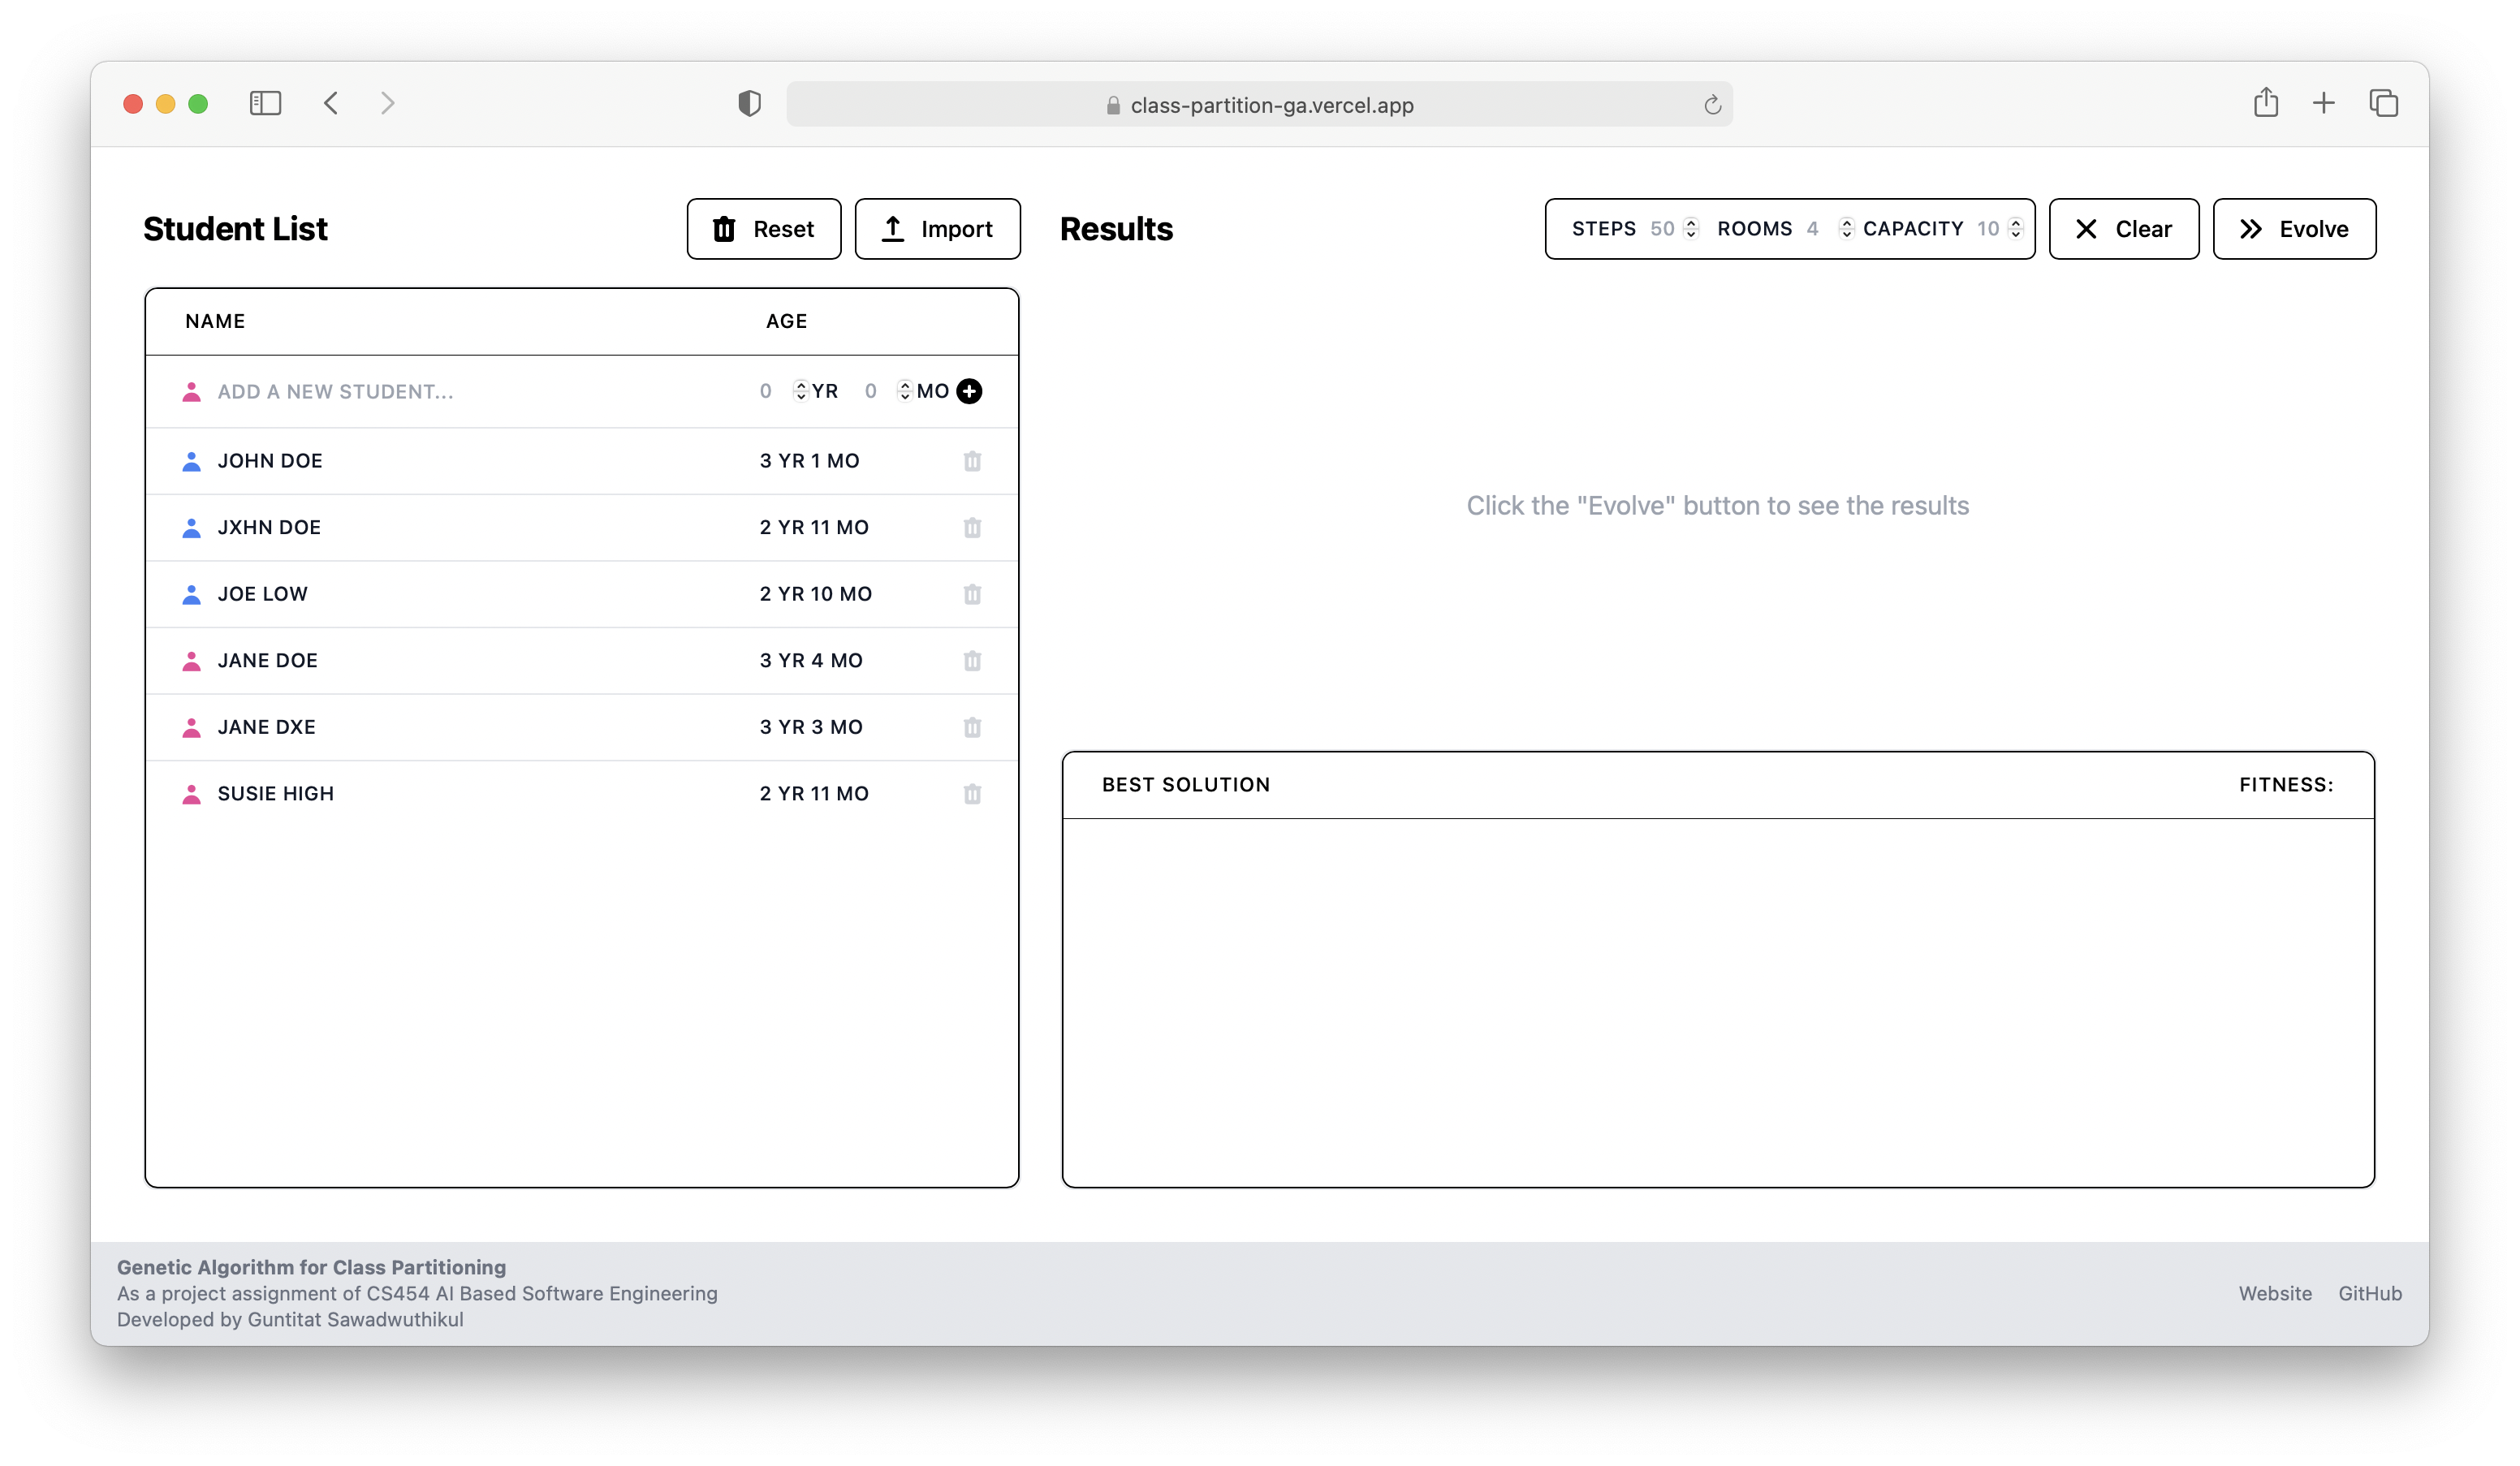 class-partition-ga.vercel.app
Student List
Reset
Import
NAME AGE
ADD A NEW STUDENT... 0 YR 0 MO
JOHN DOE 3 YR 1 MO
JXHN DOE 2 YR 11 MO
JOE LOW 2 YR 10 MO
JANE DOE 3 YR 4 MO
JANE DXE 3 YR 3 MO
SUSIE HIGH 2 YR 11 MO
Results
STEPS 50 ROOMS 4 CAPACITY 10
Clear
Evolve
Click the "Evolve" button to see the results
BEST SOLUTION FITNESS:
Genetic Algorithm for Class Partitioning
As a project assignment of CS454 AI Based Software Engineering
Developed by Guntitat Sawadwuthikul
Website GitHub